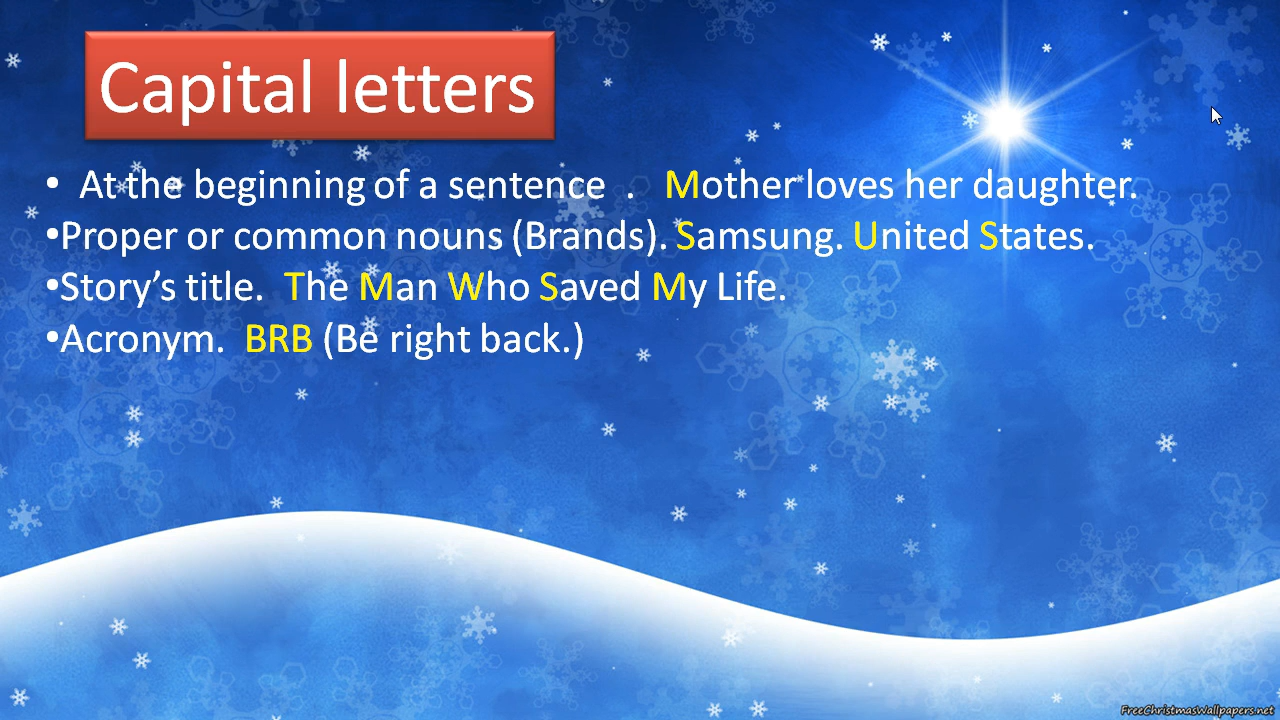 Capital letters
• At the beginning of a sentence . Mother loves her daughter.
•Proper or common nouns (Brands). Samsung. United States.
•Story’s title. The Man Who Saved My Life.
•Acronym. BRB (Be right back.)
FreeChristmasWallpapers.net